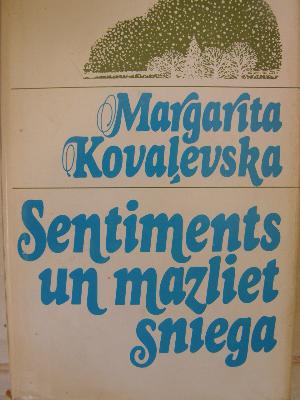 Margarita
Kovaļevska
Sentiments
un mazliet
sniega